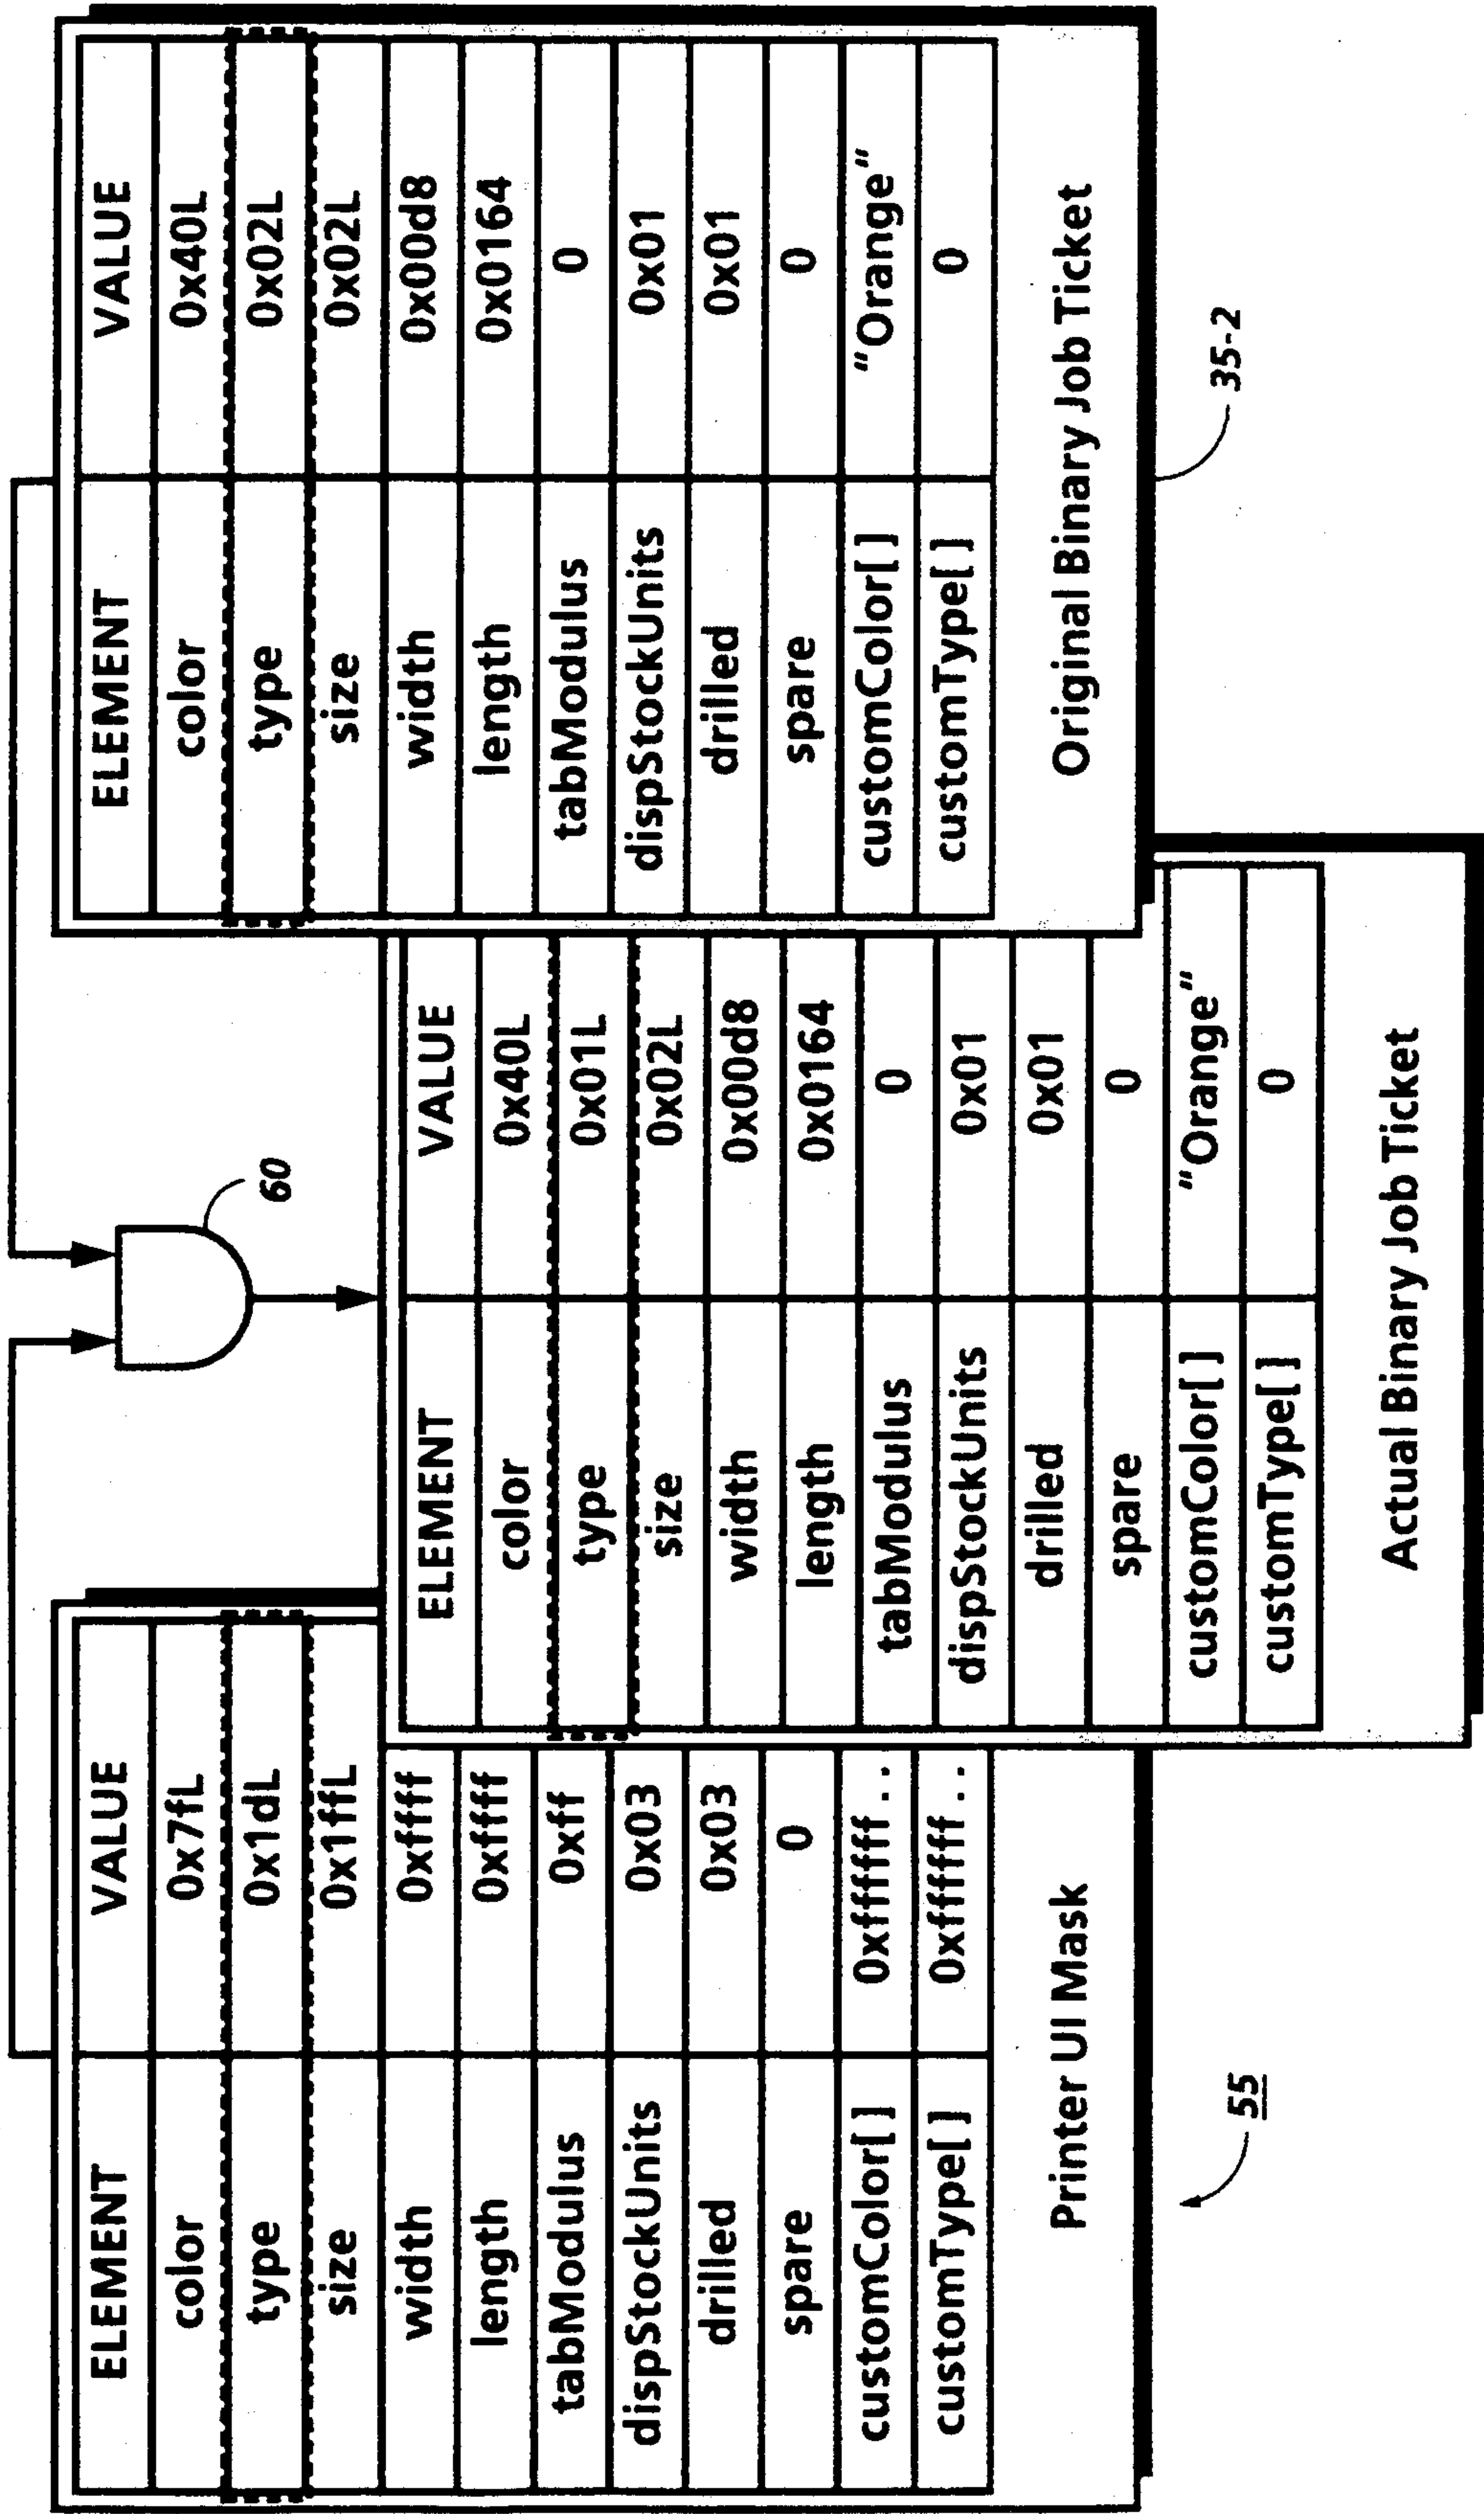 ELEMENT VALUE
color 0x7fL
type 0x1dL
size 0x1ffL
width 0xffff
length 0xffff
tabModulus 0xff
dispStockUnits 0x03
drilled 0x03
spare 0
customColor[ ] 0xfffff . .
customType[ ] 0xfffff . .
Printer UI Mask
55
60
ELEMENT VALUE
color 0x40L
type 0x01L
size 0x02L
width 0x00d8
length 0x0164
tabModulus 0
dispStockUnits 0x01
drilled 0x01
spare 0
customColor[ ] "Orange"
customType[ ] 0
Actual Binary Job Ticket
ELEMENT VALUE
color 0x40L
type 0x02L
size 0x02L
width 0x00d8
length 0x0164
tabModulus 0
dispStockUnits 0x01
drilled 0x01
spare 0
customColor[ ] "Orange"
customType[ ] 0
Original Binary Job Ticket
35-2